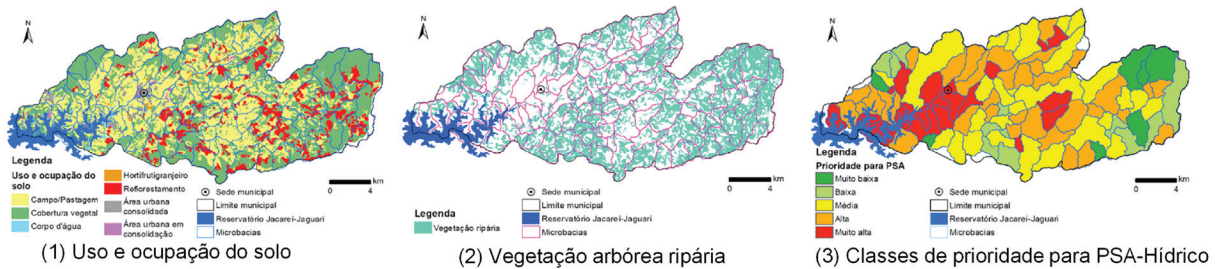 N
Legenda
Uso e ocupação do solo
Campo/Pastagem
Cobertura vegetal
Corpo d'água
Hortifrutigranjeiro
Reflorestamento
Área urbana consolidada
Área urbana em consolidação
Sede municipal
Limite municipal
Reservatório Jacareí-Jaguari
Microbacias
km
0 4
(1) Uso e ocupação do solo
N
Legenda
Vegetação ripária
Sede municipal
Limite municipal
Reservatório Jacareí-Jaguari
Microbacias
km
0 4
(2) Vegetação arbórea ripária
N
Legenda
Prioridade para PSA
Muito baixa
Baixa
Média
Alta
Muito alta
Sede municipal
Limite municipal
Reservatório Jacareí-Jaguari
Microbacias
km
0 4
(3) Classes de prioridade para PSA-Hídrico